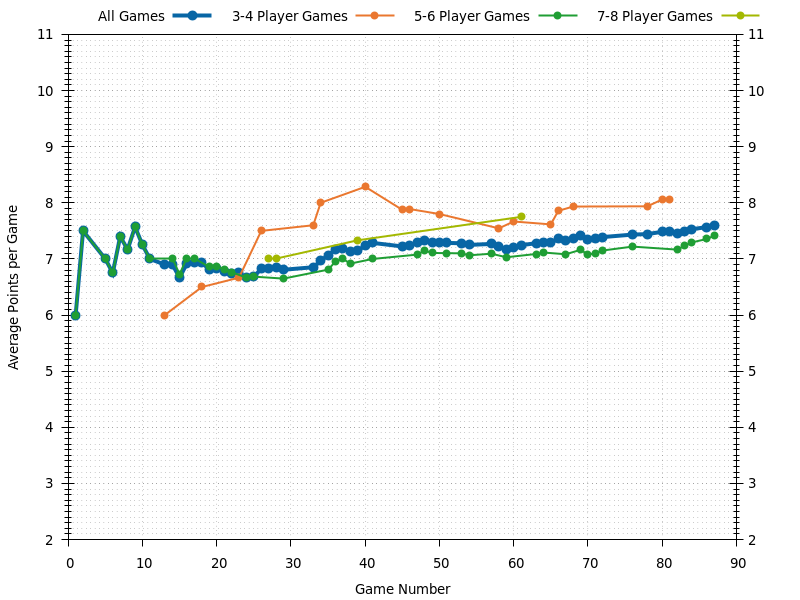 All Games 3-4 Player Games 5-6 Player Games 7-8 Player Games
11 11
10 10
9 9
8 8
7 7
6 6
5 5
4 4
3 3
2 2
0 10 20 30 40 50 60 70 80 90
Average Points per Game
Game Number